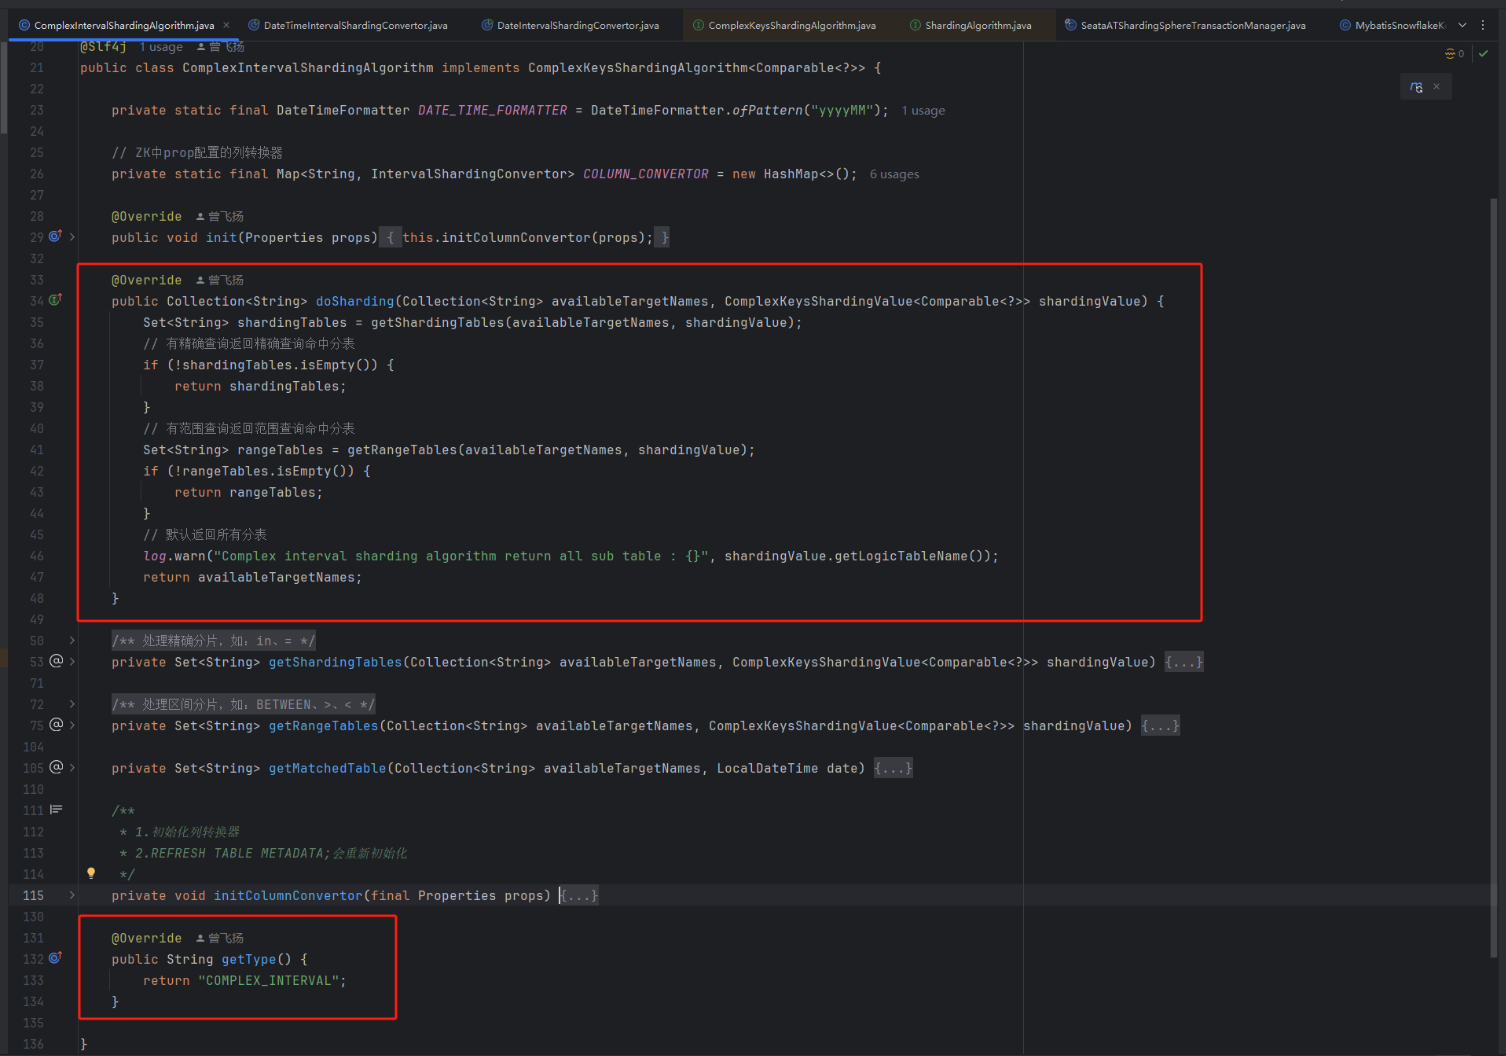 ComplexIntervalShardingAlgorithm.java DateTimeIntervalShardingConvertor.java DateIntervalShardingConvertor.java ComplexKeysShardingAlgorithm.java ShardingAlgorithm.java SeataATShardingSphereTransactionManager.java MybatisSnowflakeK
20 @Slf4j 1 usage 曾飞扬
0
21 public class ComplexIntervalShardingAlgorithm implements ComplexKeysShardingAlgorithm<Comparable<?>> {
22
23 private static final DateTimeFormatter DATE_TIME_FORMATTER = DateTimeFormatter.ofPattern("yyyyMM"); 1 usage
24
25 // ZK中prop配置的列转换器
26 private static final Map<String, IntervalShardingConvertor> COLUMN_CONVERTOR = new HashMap<>(); 6 usages
27
28 @Override 曾飞扬
29 public void init(Properties props) { this.initColumnConvertor(props); }
32
33 @Override 曾飞扬
34 public Collection<String> doSharding(Collection<String> availableTargetNames, ComplexKeysShardingValue<Comparable<?>> shardingValue) {
35 Set<String> shardingTables = getShardingTables(availableTargetNames, shardingValue);
36 // 有精确查询返回精确查询命中分表
37 if (!shardingTables.isEmpty()) {
38 return shardingTables;
39 }
40 // 有范围查询返回范围查询命中分表
41 Set<String> rangeTables = getRangeTables(availableTargetNames, shardingValue);
42 if (!rangeTables.isEmpty()) {
43 return rangeTables;
44 }
45 // 默认返回所有分表
46 log.warn("Complex interval sharding algorithm return all sub table : {}", shardingValue.getLogicTableName());
47 return availableTargetNames;
48 }
49
50 /** 处理精确分片，如：in、= */
53 private Set<String> getShardingTables(Collection<String> availableTargetNames, ComplexKeysShardingValue<Comparable<?>> shardingValue) {...}
71
72 /** 处理区间分片，如：BETWEEN、>、< */
75 private Set<String> getRangeTables(Collection<String> availableTargetNames, ComplexKeysShardingValue<Comparable<?>> shardingValue) {...}
104
105 private Set<String> getMatchedTable(Collection<String> availableTargetNames, LocalDateTime date) {...}
110
111 /**
112 * 1.初始化列转换器
113 * 2.REFRESH TABLE METADATA;会重新初始化
114 */
115 private void initColumnConvertor(final Properties props) {...}
130
131 @Override 曾飞扬
132 public String getType() {
133 return "COMPLEX_INTERVAL";
134 }
135
136 }